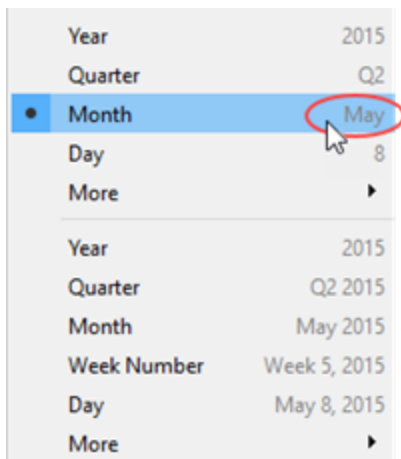 Year 2015
Quarter Q2
Month May
Day 8
More
Year 2015
Quarter Q2 2015
Month May 2015
Week Number Week 5, 2015
Day May 8, 2015
More